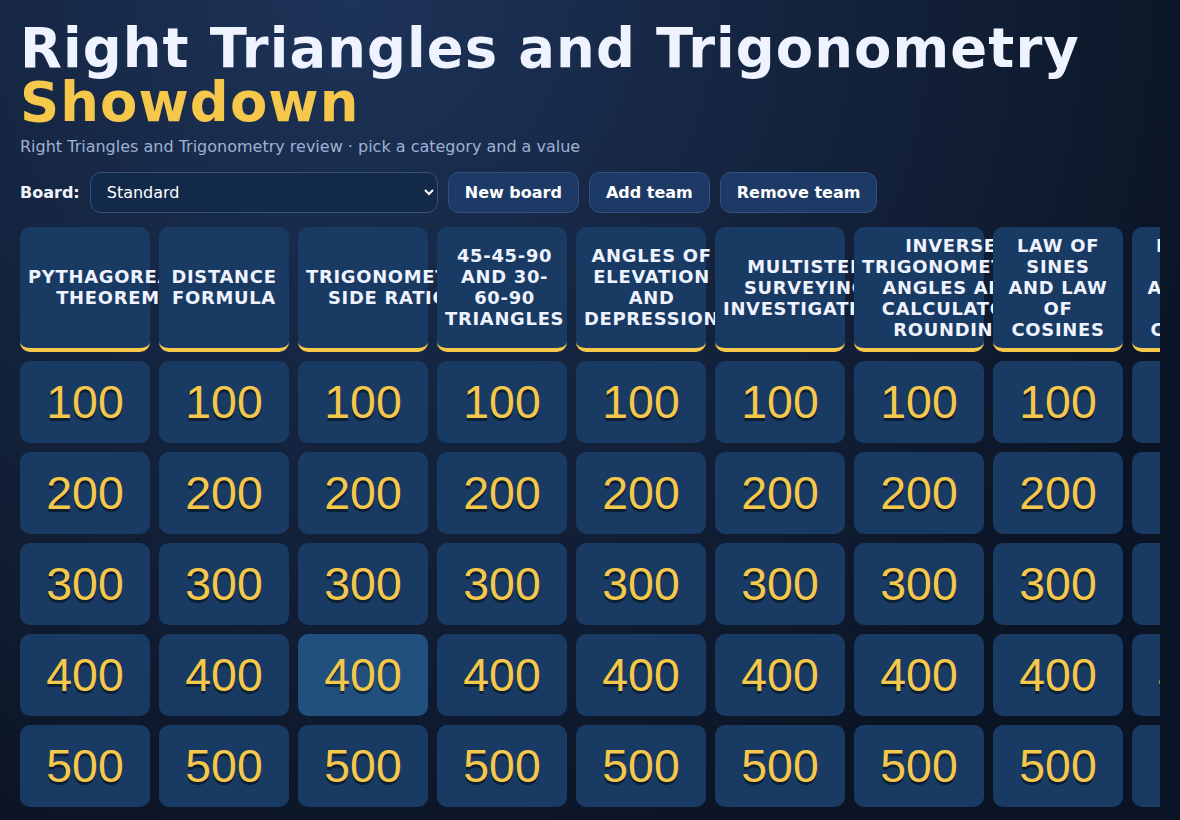 Right Triangles and Trigonometry
Showdown
Right Triangles and Trigonometry review · pick a category and a value
Board: Standard New board Add team Remove team
THEOREM
DISTANCE
FORMULA
SIDE
45-45-90
AND 30-
60-90
TRIANGLES
ANGLES OF
ELEVATION
AND
DEPRESSION
INVERSE
ANGLES
LAW OF
SINES
AND LAW
OF
COSINES
100 100 100 100 100 100 100 100
200 200 200 200 200 200 200 200
300 300 300 300 300 300 300 300
400 400 400 400 400 400 400 400
500 500 500 500 500 500 500 500